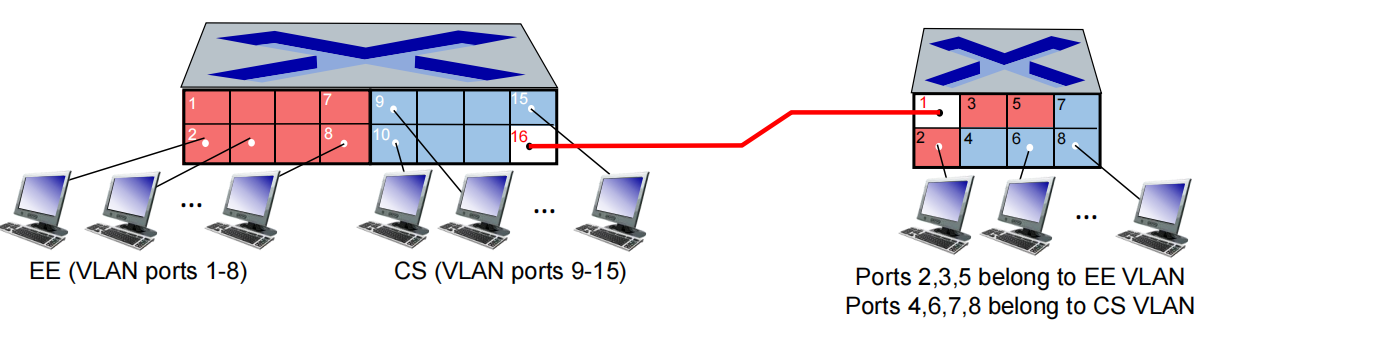 1 7 9 15
2 8 10 16
...
...
EE (VLAN ports 1-8)
CS (VLAN ports 9-15)
1 3 5 7
2 4 6 8
...
Ports 2,3,5 belong to EE VLAN
Ports 4,6,7,8 belong to CS VLAN